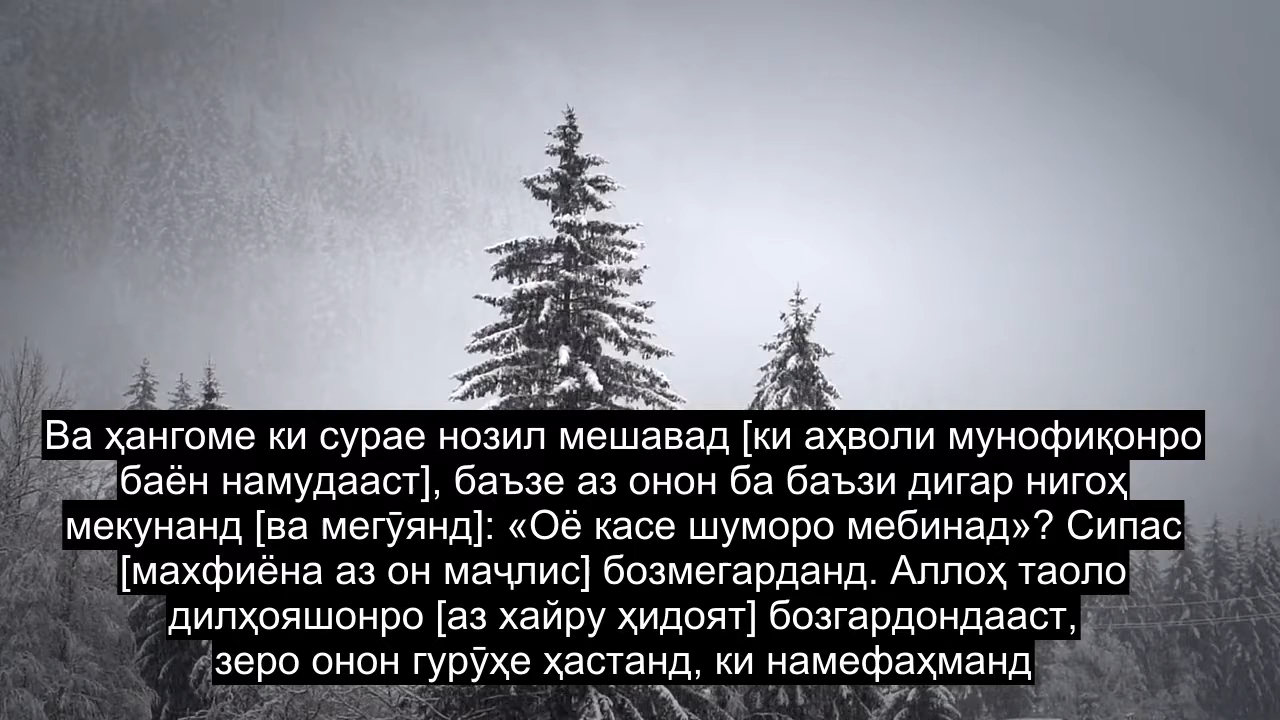 Ва ҳангоме ки сурае нозил мешавад [ки аҳволи мунофиқонро
баён намудааст], баъзе аз онон ба баъзи дигар нигоҳ
мекунанд [ва мегӯянд]: «Оё касе шуморо мебинад»? Сипас
[махфиёна аз он маҷлис] бозмегарданд. Аллоҳ таоло
дилҳояшонро [аз хайру ҳидоят] бозгардондааст,
зеро онон гурӯҳе ҳастанд, ки намефаҳманд